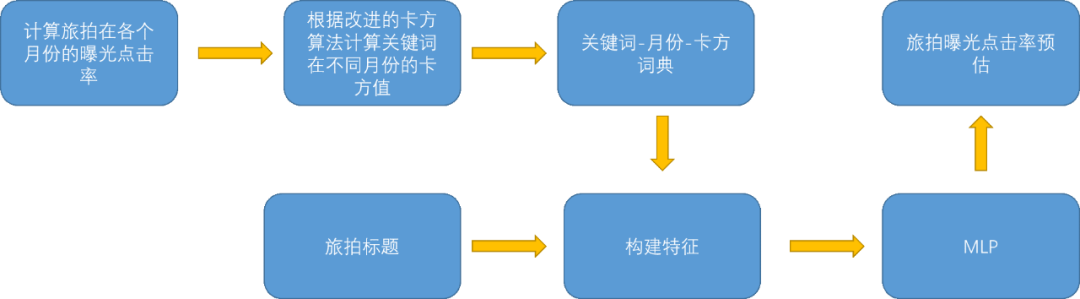 计算旅拍在各个
月份的曝光点击
率
根据改进的卡方
算法计算关键词
在不同月份的卡
方值
关键词-月份-卡方
词典
旅拍曝光点击率预
估
旅拍标题
构建特征
MLP